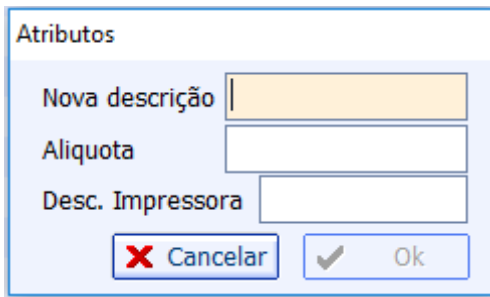 Atributos
Nova descrição
Aliquota
Desc. Impressora
Cancelar Ok